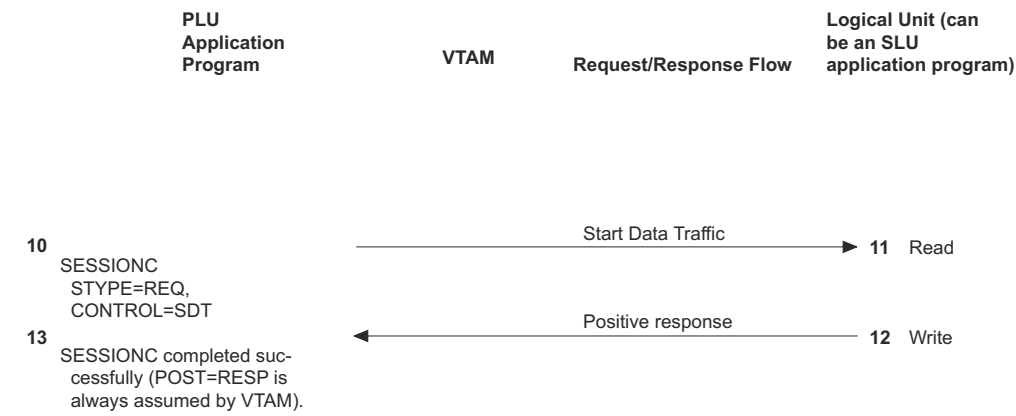 PLU
Application
Program
VTAM
Request/Response Flow
Logical Unit (can
be an SLU
application program)
10
SESSIONC
STYPE=REQ,
CONTROL=SDT
Start Data Traffic
11 Read
13
SESSIONC completed suc-
cessfully (POST=RESP is
always assumed by VTAM).
Positive response
12 Write